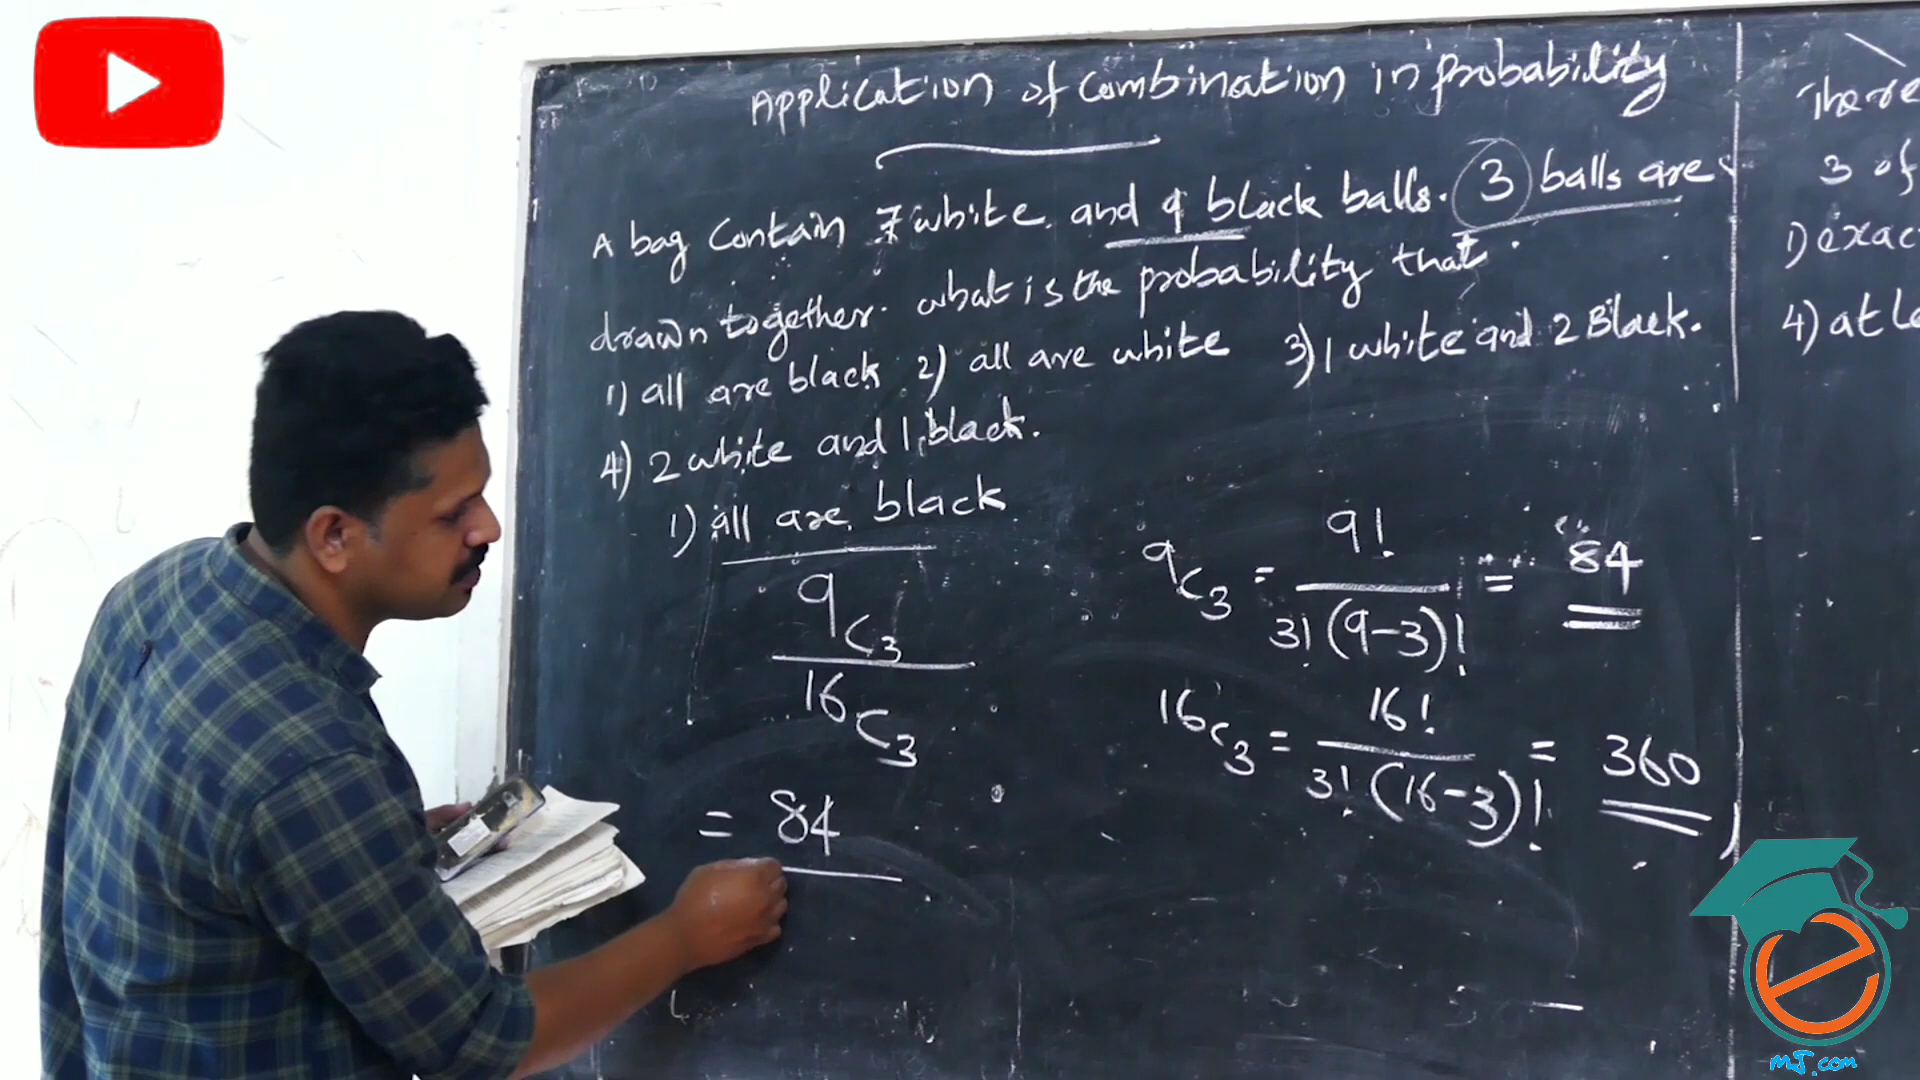 Application of Combination in probability
A bag Contain 7 white and 9 black balls. 3 balls are
drawn together. what is the probability that
1) all are black 2) all are white 3) 1 white and 2 Black.
4) 2 white and 1 black.
1) all are black
9C3
16C3
= 84
9C3 = 9! / 3!(9-3)! = 84
16C3 = 16! / 3!(16-3)! = 360
There
3 of
1) exac
4) at le
MJ.com